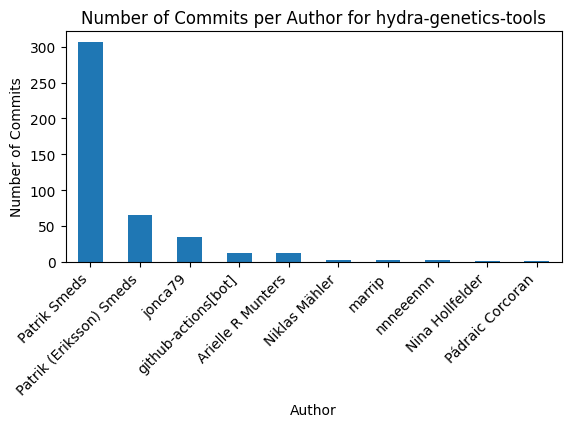 Number of Commits per Author for hydra-genetics-tools
Number of Commits
300
250
200
150
100
50
0
Patrik Smeds
Patrik (Eriksson) Smeds
jonca79
github-actions[bot]
Arielle R Munters
Niklas Mähler
marrip
nnneeennn
Nina Hollfelder
Pádraic Corcoran
Author